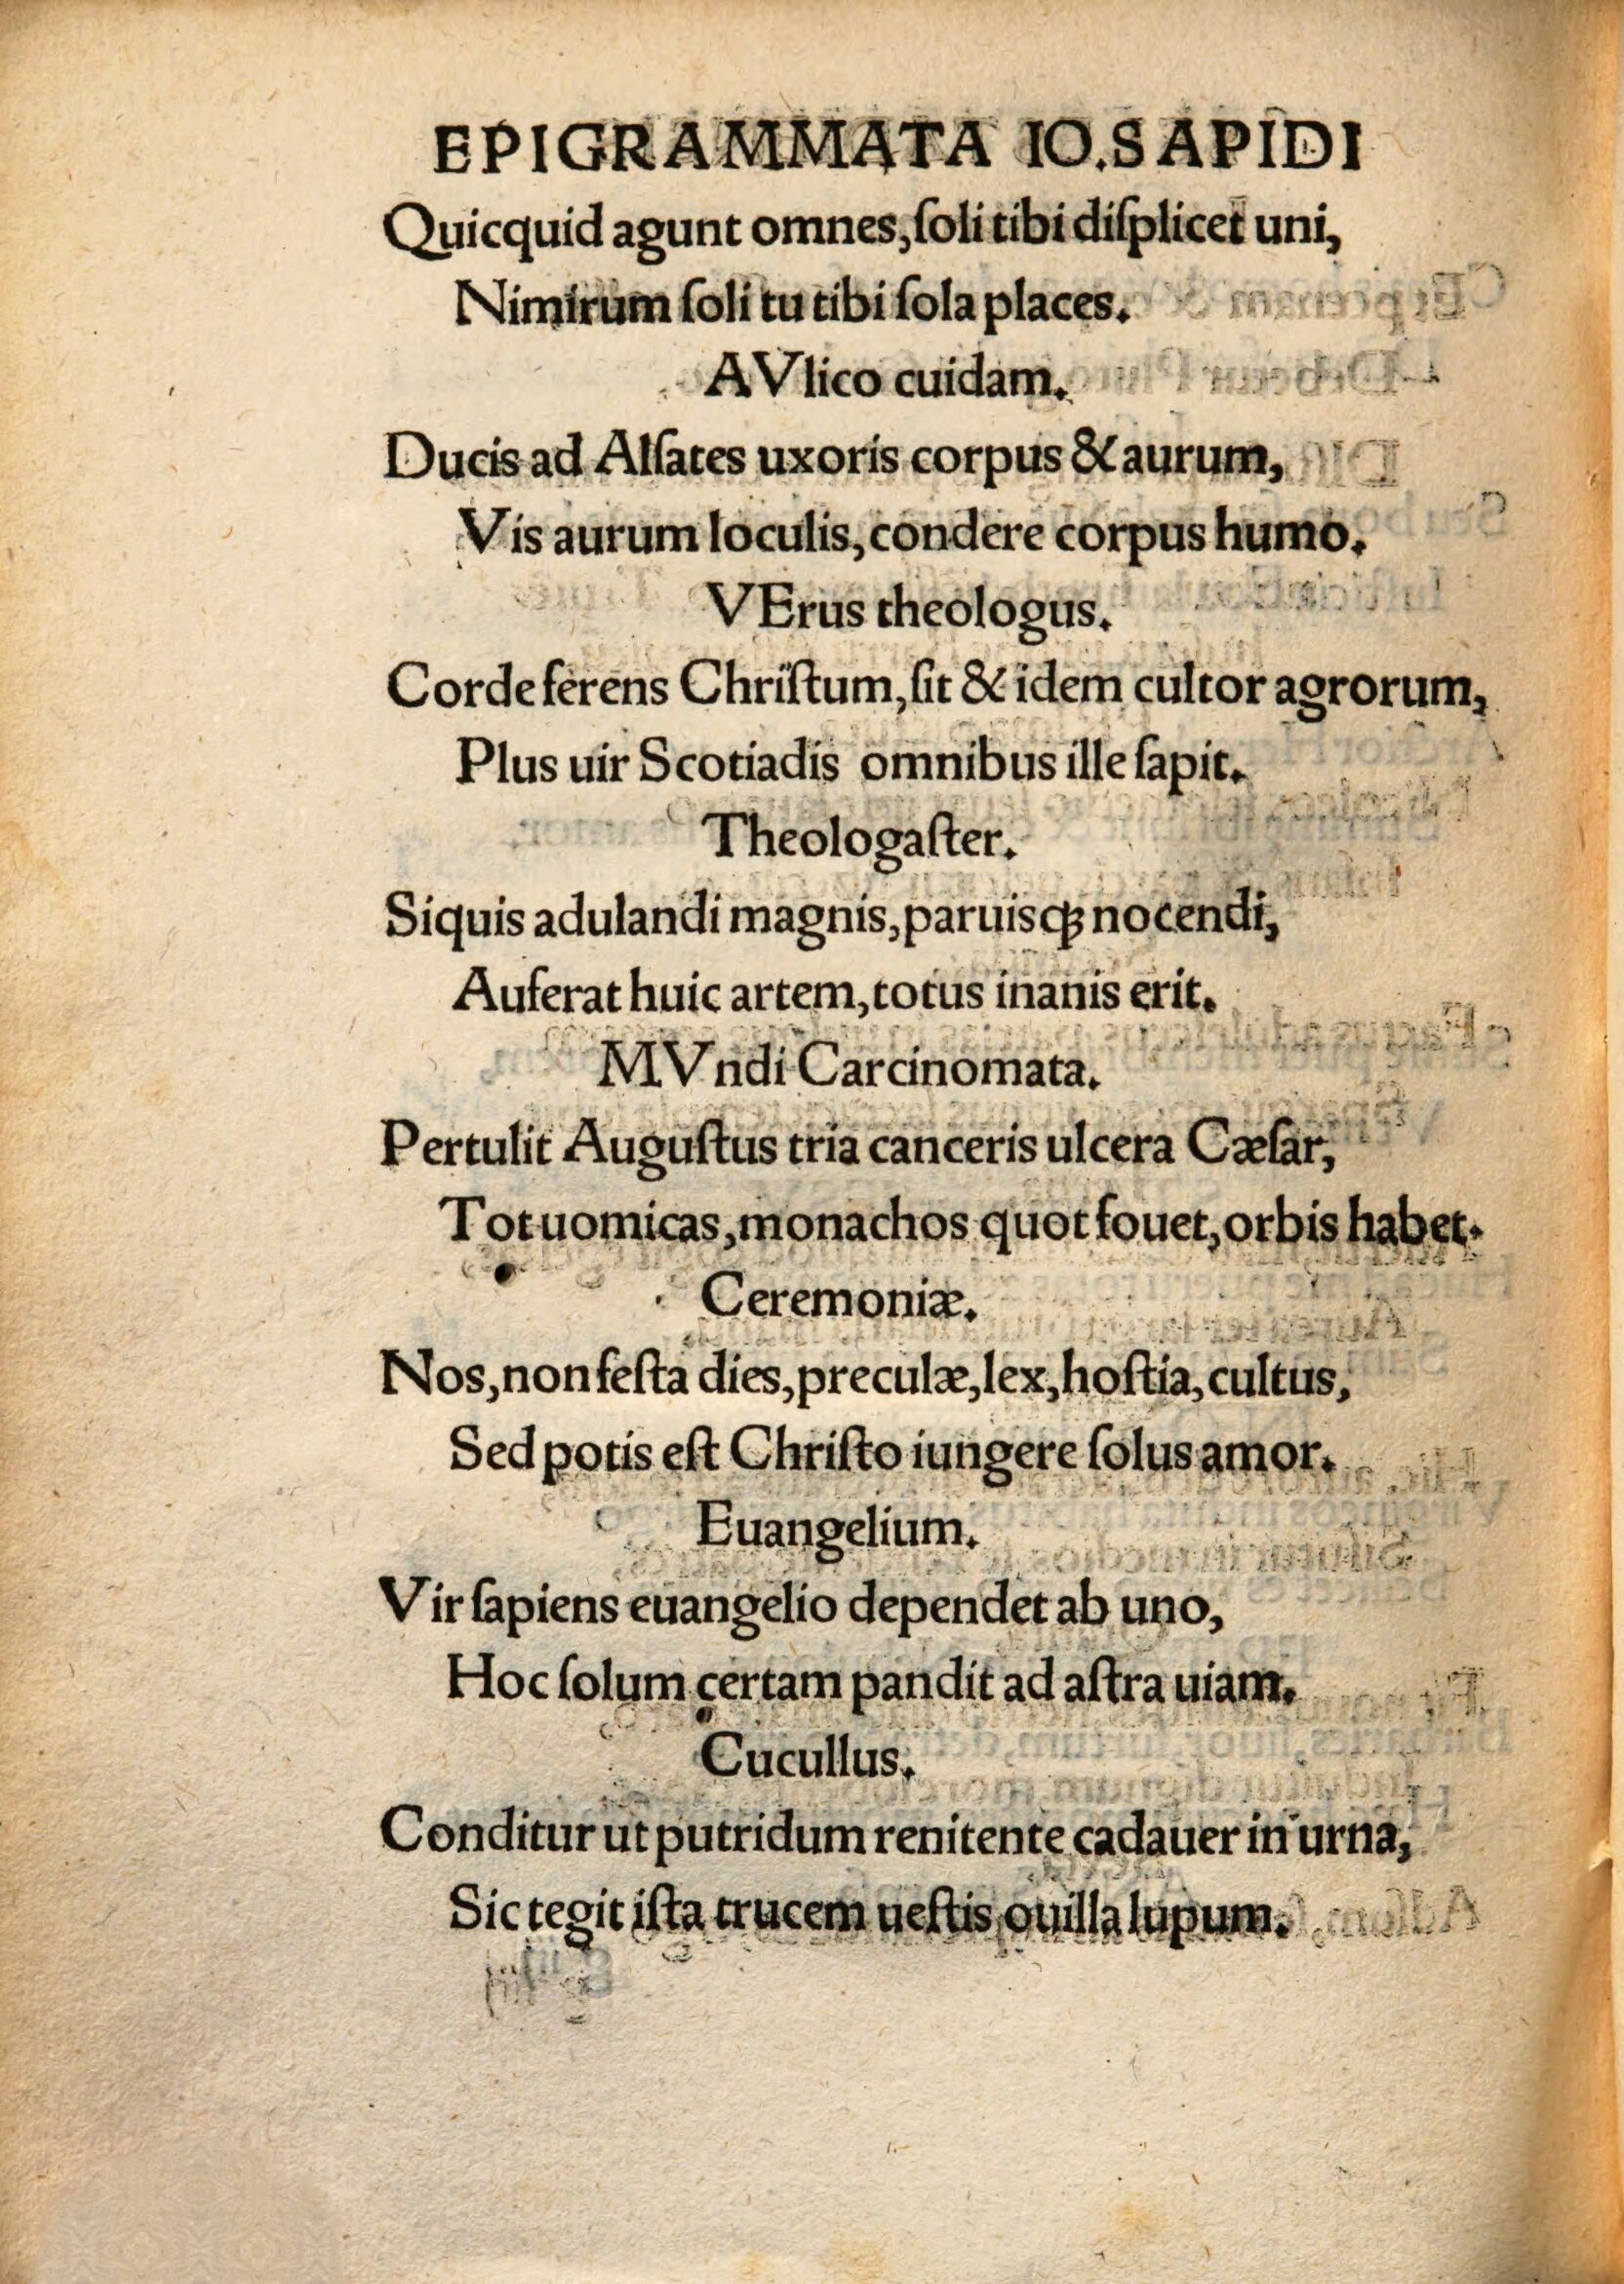 EPIGRAMMATA IO. SAPIDI
Quicquid agunt omnes, ſoli tibi diſplicet uni,
Nimirum ſoli tu tibi ſola places.
AVlico cuidam.
Ducis ad Alſates uxoris corpus & aurum,
Vis aurum loculis, condere corpus humo.
VErus theologus.
Corde ferens Chriſtum, ſit & idem cultor agrorum,
Plus uir Scotiadis omnibus ille ſapit.
Theologaſter.
Siquis adulandi magnis, paruisq́ꝫ nocendi,
Auferat huic artem, totus inanis erit.
MVndi Carcinomata.
Pertulit Auguſtus tria canceris ulcera Cæſar,
Tot uomicas, monachos quot fouet, orbis habet.
Ceremoniæ.
Nos, non feſta dies, preculæ, lex, hoſtia, cultus,
Sed potis eſt Chriſto iungere ſolus amor.
Euangelium.
Vir ſapiens euangelio dependet ab uno,
Hoc ſolum certam pandit ad aſtra uiam.
Cucullus.
Conditur ut putridum renitente cadauer in urna,
Sic tegit iſta trucem ueſtis ouilla lupum.